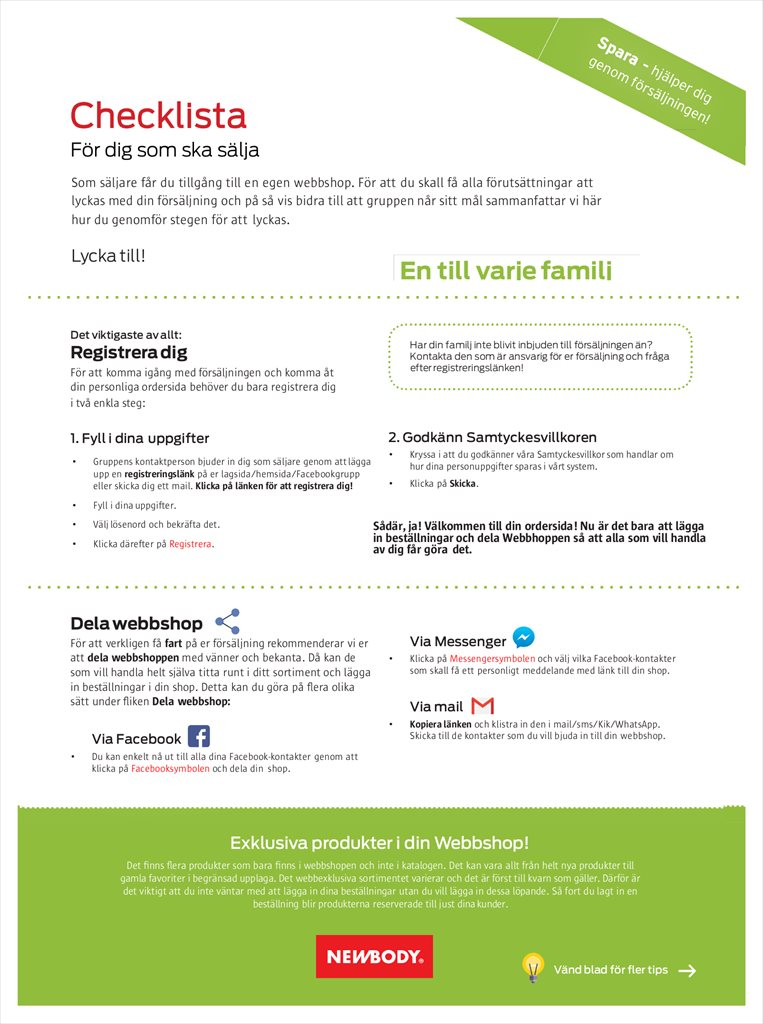 Spara - hjälper dig
genom försäljningen!
Checklista
För dig som ska sälja
Som säljare får du tillgång till en egen webbshop. För att du skall få alla förutsättningar att
lyckas med din försäljning och på så vis bidra till att gruppen når sitt mål sammanfattar vi här
hur du genomför stegen för att lyckas.
Lycka till!
En till varje familj
Det viktigaste av allt:
Registrera dig
För att komma igång med försäljningen och komma åt
din personliga ordersida behöver du bara registrera dig
i två enkla steg:
Har din familj inte blivit inbjuden till försäljningen än?
Kontakta den som är ansvarig för er försäljning och fråga
efter registreringslänken!
1. Fyll i dina uppgifter
• Gruppens kontaktperson bjuder in dig som säljare genom att lägga
upp en registreringslänk på er lagsida/hemsida/Facebookgrupp
eller skicka dig ett mail. Klicka på länken för att registrera dig!
• Fyll i dina uppgifter.
• Välj lösenord och bekräfta det.
• Klicka därefter på Registrera.
2. Godkänn Samtyckesvillkoren
• Kryssa i att du godkänner våra Samtyckesvillkor som handlar om
hur dina personuppgifter sparas i vårt system.
• Klicka på Skicka.
Sådär, ja! Välkommen till din ordersida! Nu är det bara att lägga
in beställningar och dela Webbhoppen så att alla som vill handla
av dig får göra det.
Dela webbshop
För att verkligen få fart på er försäljning rekommenderar vi er
att dela webbshoppen med vänner och bekanta. Då kan de
som vill handla helt själva titta runt i ditt sortiment och lägga
in beställningar i din shop. Detta kan du göra på flera olika
sätt under fliken Dela webbshop:
Via Facebook
• Du kan enkelt nå ut till alla dina Facebook-kontakter genom att
klicka på Facebooksymbolen och dela din shop.
Via Messenger
• Klicka på Messengersymbolen och välj vilka Facebook-kontakter
som skall få ett personligt meddelande med länk till din shop.
Via mail
• Kopiera länken och klistra in den i mail/sms/Kik/WhatsApp.
Skicka till de kontakter som du vill bjuda in till din webbshop.
Exklusiva produkter i din Webbshop!
Det finns flera produkter som bara finns i webbshopen och inte i katalogen. Det kan vara allt från helt nya produkter till
gamla favoriter i begränsad upplaga. Det webbexklusiva sortimentet varierar och det är först till kvarn som gäller. Därför är
det viktigt att du inte väntar med att lägga in dina beställningar utan du vill lägga in dessa löpande. Så fort du lagt in en
beställning blir produkterna reserverade till just dina kunder.
NEWBODY®
Vänd blad för fler tips